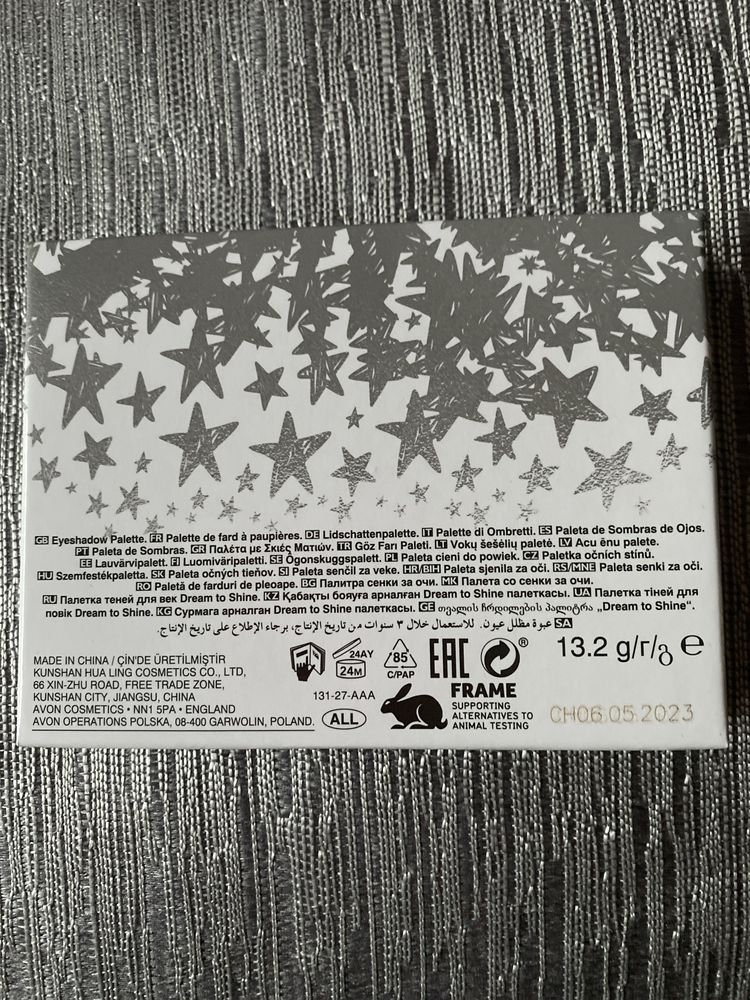 GB Eyeshadow Palette. FR Palette de fard à paupières. DE Lidschattenpalette. IT Palette di Ombretti. ES Paleta de Sombras de Ojos.
PT Paleta de Sombras. GR Παλέτα με Σκιές Ματιών. TR Göz Farı Paleti. LT Vokų šešėlių paletė. LV Acu ēnu palete.
EE Lauvärvipalett. FI Luomiväripaletti. SE Ögonskuggspalett. PL Paleta cieni do powiek. CZ Paletka očních stínů.
HU Szemfestékpaletta. SK Paleta očných tieňov. SI Paleta senčil za veke. HR/BIH Paleta sjenila za oči. RS/MNE Paleta senki za oči.
RO Paletă de farduri de pleoape. BG Палитра сенки за очи. MK Палета со сенки за очи.
RU Палетка теней для век Dream to Shine. KZ Қабақты бояуға арналған Dream to Shine палеткасы. UA Палетка тіней для
повік Dream to Shine. KG Сурмага арналган Dream to Shine палеткасы. GE თვალის ჩრდილების პალიტრა „Dream to Shine“.
SA عبوة مظلل عيون. للاستعمال خلال ٣ سنوات من تاريخ الإنتاج، برجاء الإطلاع على تاريخ الإنتاج.
MADE IN CHINA / ÇİN'DE ÜRETİLMİŞTİR
KUNSHAN HUA LING COSMETICS CO., LTD,
66 XIN-ZHU ROAD, FREE TRADE ZONE,
KUNSHAN CITY, JIANGSU, CHINA
AVON COSMETICS • NN1 5PA • ENGLAND
AVON OPERATIONS POLSKA, 08-400 GARWOLIN, POLAND.
24AY
24M
131-27-AAA
ALL
85
C/PAP
EAC
®
FRAME
SUPPORTING
ALTERNATIVES TO
ANIMAL TESTING
13.2 g/г/გ e
CH06.05.2023